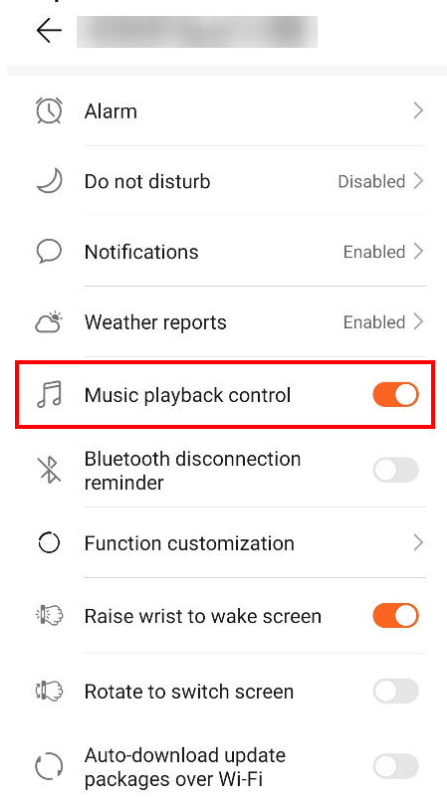 Alarm
Do not disturb Disabled
Notifications Enabled
Weather reports Enabled
Music playback control
Bluetooth disconnection
reminder
Function customization
Raise wrist to wake screen
Rotate to switch screen
Auto-download update
packages over Wi-Fi